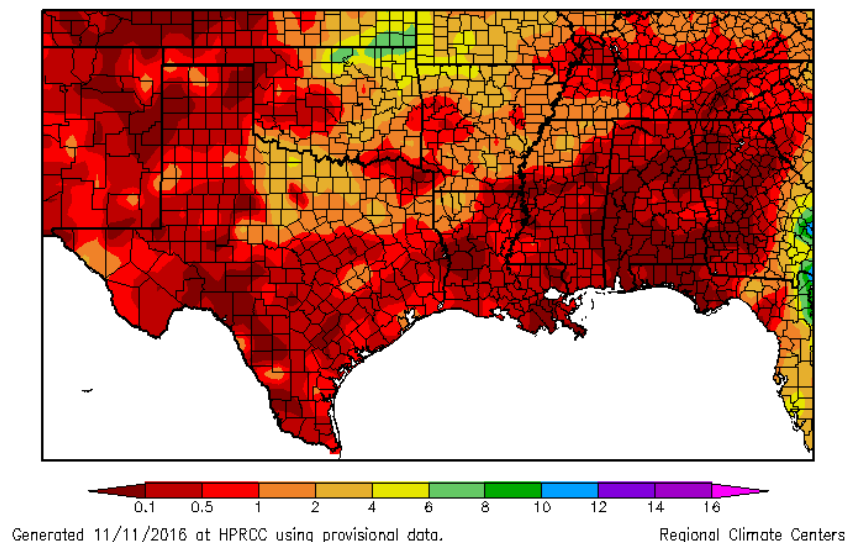 0.1 0.5 1 2 4 6 8 10 12 14 16
Generated 11/11/2016 at HPRCC using provisional data. Regional Climate Centers